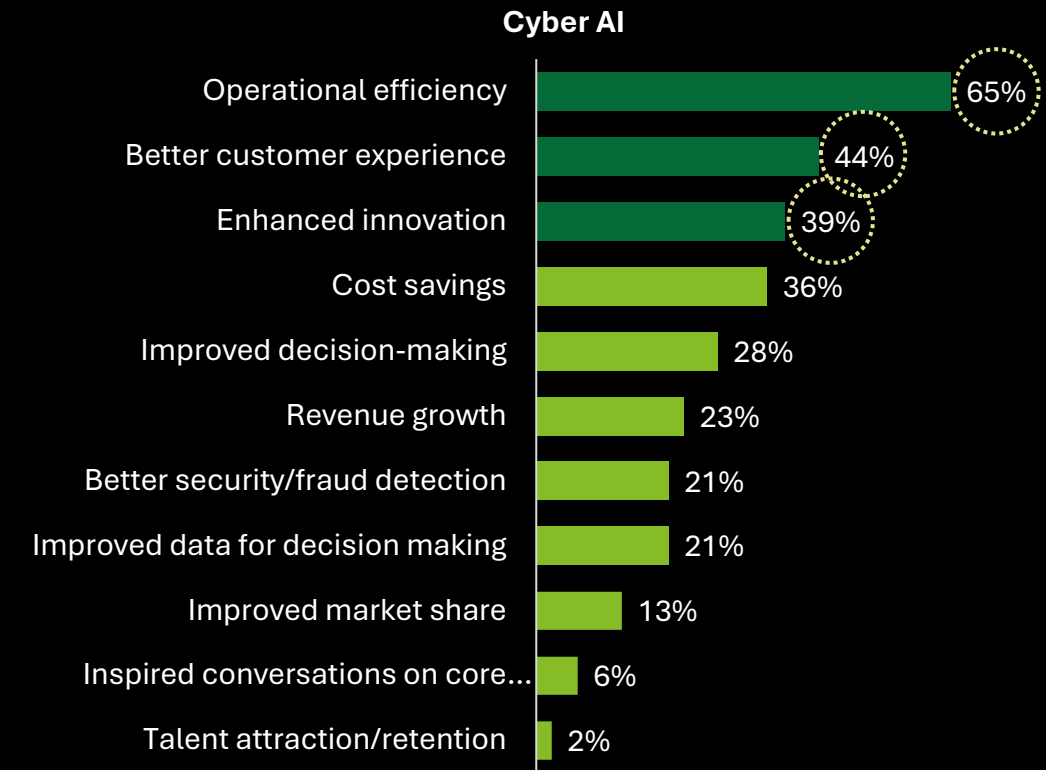 Cyber AI
Operational efficiency 65%
Better customer experience 44%
Enhanced innovation 39%
Cost savings 36%
Improved decision-making 28%
Revenue growth 23%
Better security/fraud detection 21%
Improved data for decision making 21%
Improved market share 13%
Inspired conversations on core... 6%
Talent attraction/retention 2%